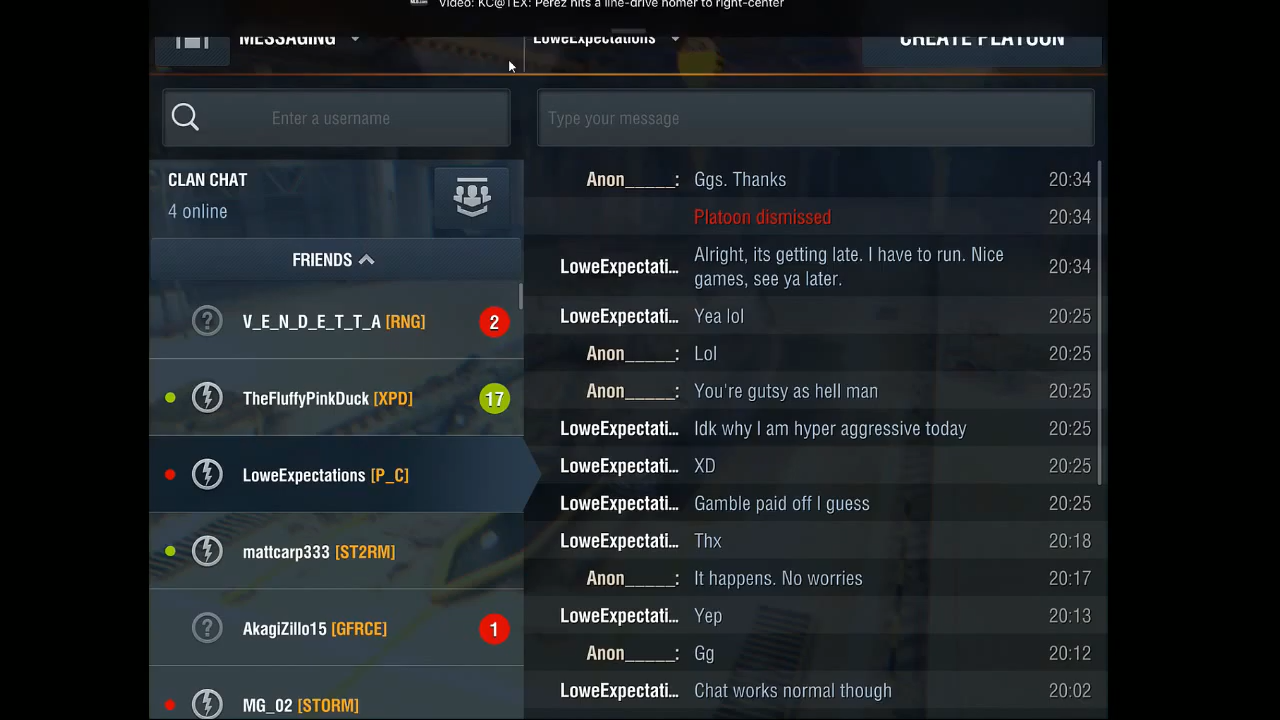 Video: KC@TEX: Perez hits a line-drive homer to right-center
MESSAGING
LoweExpectations
CREATE PLATOON
Enter a username
Type your message
CLAN CHAT
4 online
FRIENDS
V_E_N_D_E_T_T_A [RNG] 2
TheFluffyPinkDuck [XPD] 17
LoweExpectations [P_C]
mattcarp333 [ST2RM]
AkagiZillo15 [GFRCE] 1
MG_02 [STORM]
Anon_____: Ggs. Thanks 20:34
Platoon dismissed 20:34
LoweExpectati... Alright, its getting late. I have to run. Nice 20:34
games, see ya later.
LoweExpectati... Yea lol 20:25
Anon_____: Lol 20:25
Anon_____: You're gutsy as hell man 20:25
LoweExpectati... Idk why I am hyper aggressive today 20:25
LoweExpectati... XD 20:25
LoweExpectati... Gamble paid off I guess 20:25
LoweExpectati... Thx 20:18
Anon_____: It happens. No worries 20:17
LoweExpectati... Yep 20:13
Anon_____: Gg 20:12
LoweExpectati... Chat works normal though 20:02